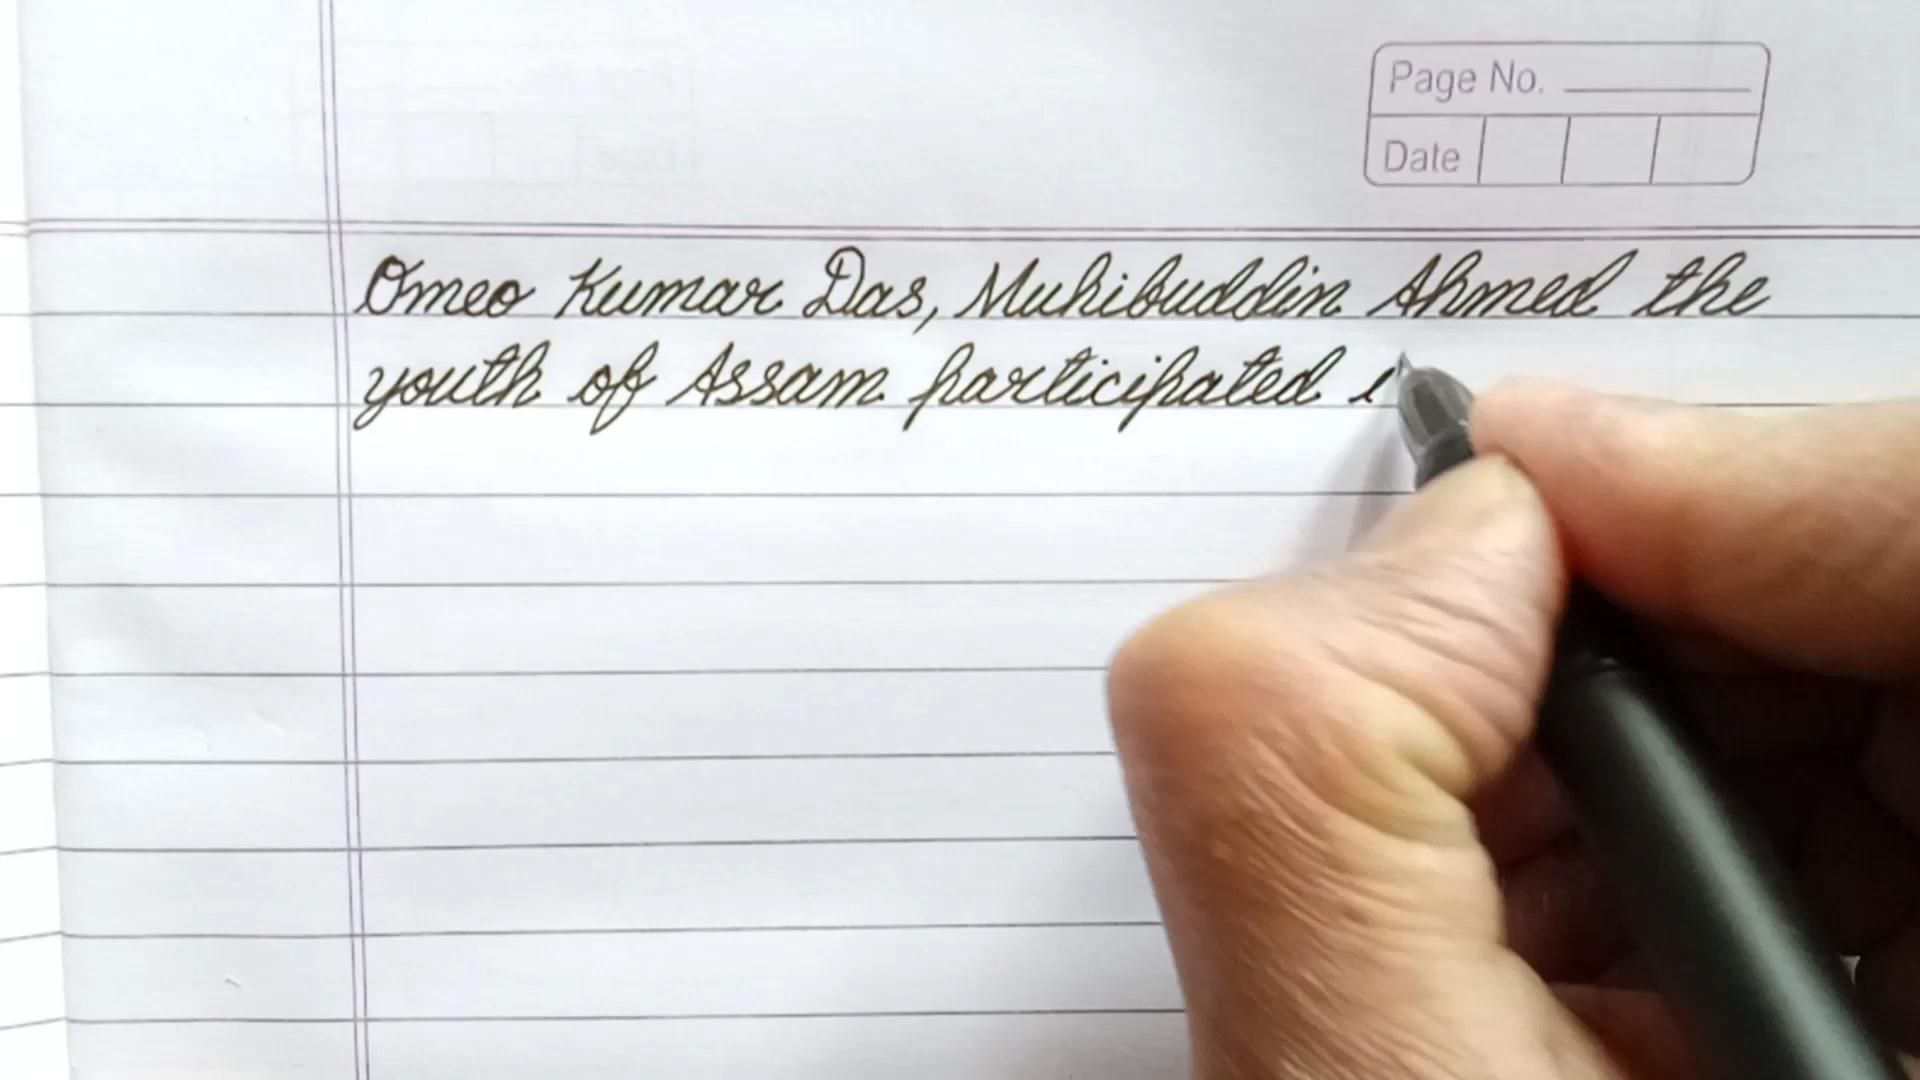 Page No.
Date
Omeo Kumar Das, Muhibuddin Ahmed the
youth of Assam participated i